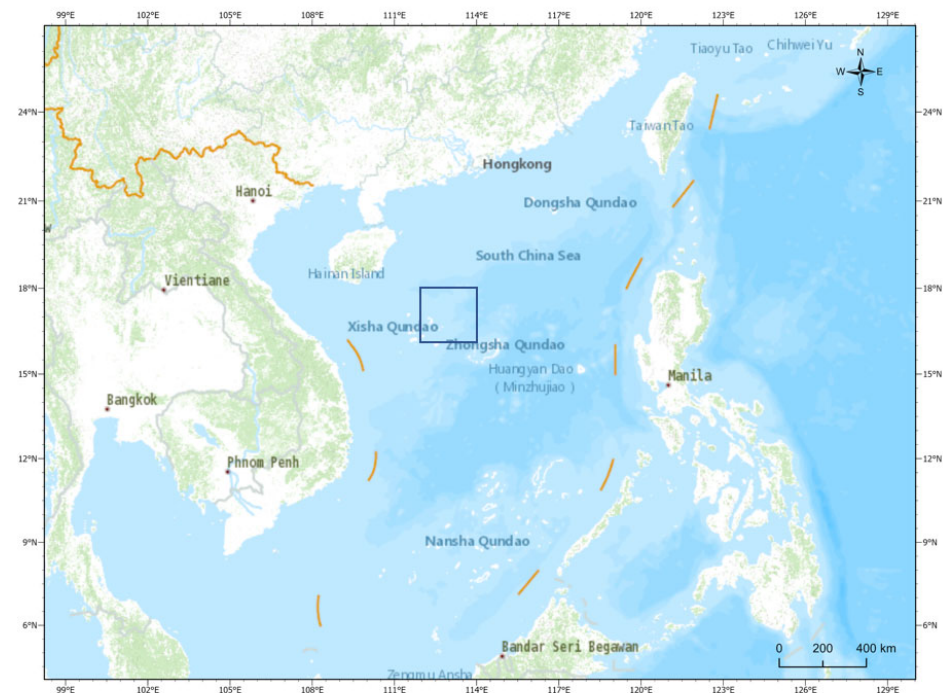 99°E 102°E 105°E 108°E 111°E 114°E 117°E 120°E 123°E 126°E 129°E
Tiaoyu Tao Chihwei Yu
N
W E
S
24°N 24°N
Taiwan Tao
Hongkong
Hanoi
21°N 21°N
Dongsha Qundao
South China Sea
Hainan Island
Vientiane
18°N 18°N
Xisha Qundao
Zhongsha Qundao
Huangyan Dao
( Minzhujiao )
15°N 15°N
Manila
Bangkok
12°N 12°N
Phnom Penh
Nansha Qundao
9°N 9°N
6°N 6°N
Bandar Seri Begawan
0 200 400 km
Zengmu Ansha
99°E 102°E 105°E 108°E 111°E 114°E 117°E 120°E 123°E 126°E 129°E